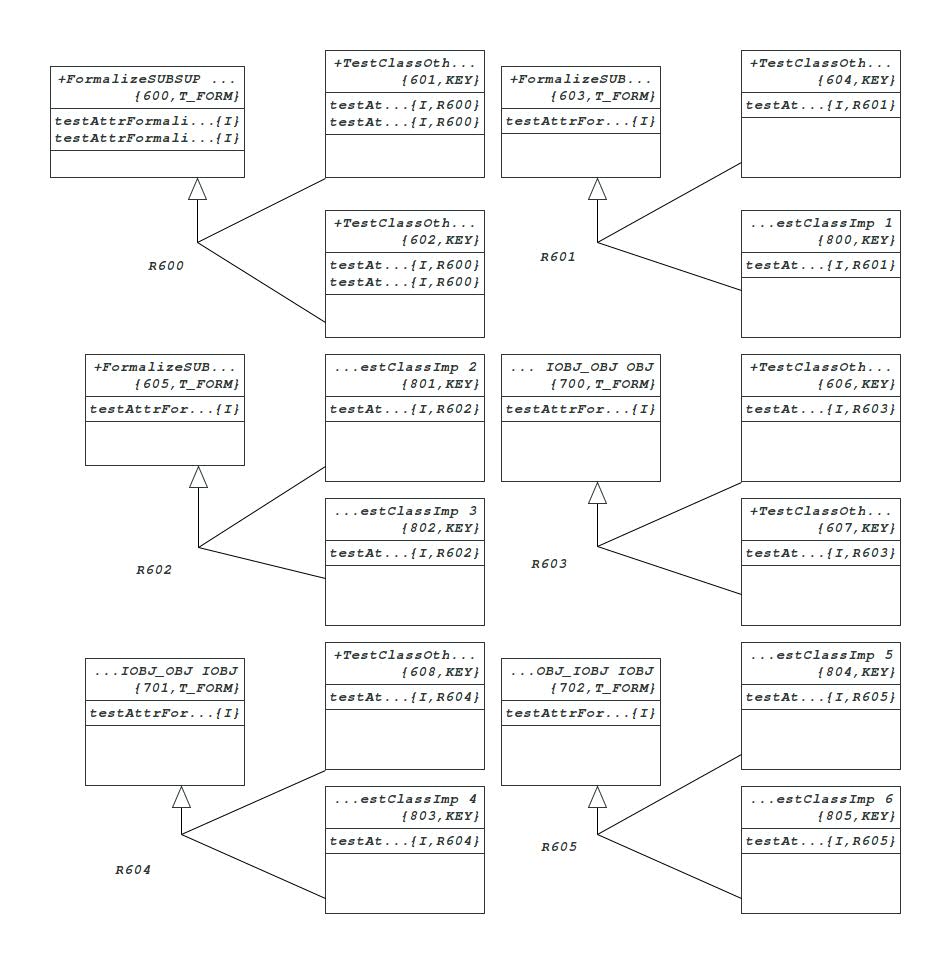 +FormalizeSUBSUP ...
{600,T_FORM}
testAttrFormali...{I}
testAttrFormali...{I}
+TestClassOth...
{601,KEY}
testAt...{I,R600}
testAt...{I,R600}
+TestClassOth...
{602,KEY}
testAt...{I,R600}
testAt...{I,R600}
R600
+FormalizeSUB...
{603,T_FORM}
testAttrFor...{I}
+TestClassOth...
{604,KEY}
testAt...{I,R601}
...estClassImp 1
{800,KEY}
testAt...{I,R601}
R601
+FormalizeSUB...
{605,T_FORM}
testAttrFor...{I}
...estClassImp 2
{801,KEY}
testAt...{I,R602}
...estClassImp 3
{802,KEY}
testAt...{I,R602}
R602
... IOBJ_OBJ OBJ
{700,T_FORM}
testAttrFor...{I}
+TestClassOth...
{606,KEY}
testAt...{I,R603}
+TestClassOth...
{607,KEY}
testAt...{I,R603}
R603
...IOBJ_OBJ IOBJ
{701,T_FORM}
testAttrFor...{I}
+TestClassOth...
{608,KEY}
testAt...{I,R604}
...estClassImp 4
{803,KEY}
testAt...{I,R604}
R604
...OBJ_IOBJ IOBJ
{702,T_FORM}
testAttrFor...{I}
...estClassImp 5
{804,KEY}
testAt...{I,R605}
...estClassImp 6
{805,KEY}
testAt...{I,R605}
R605